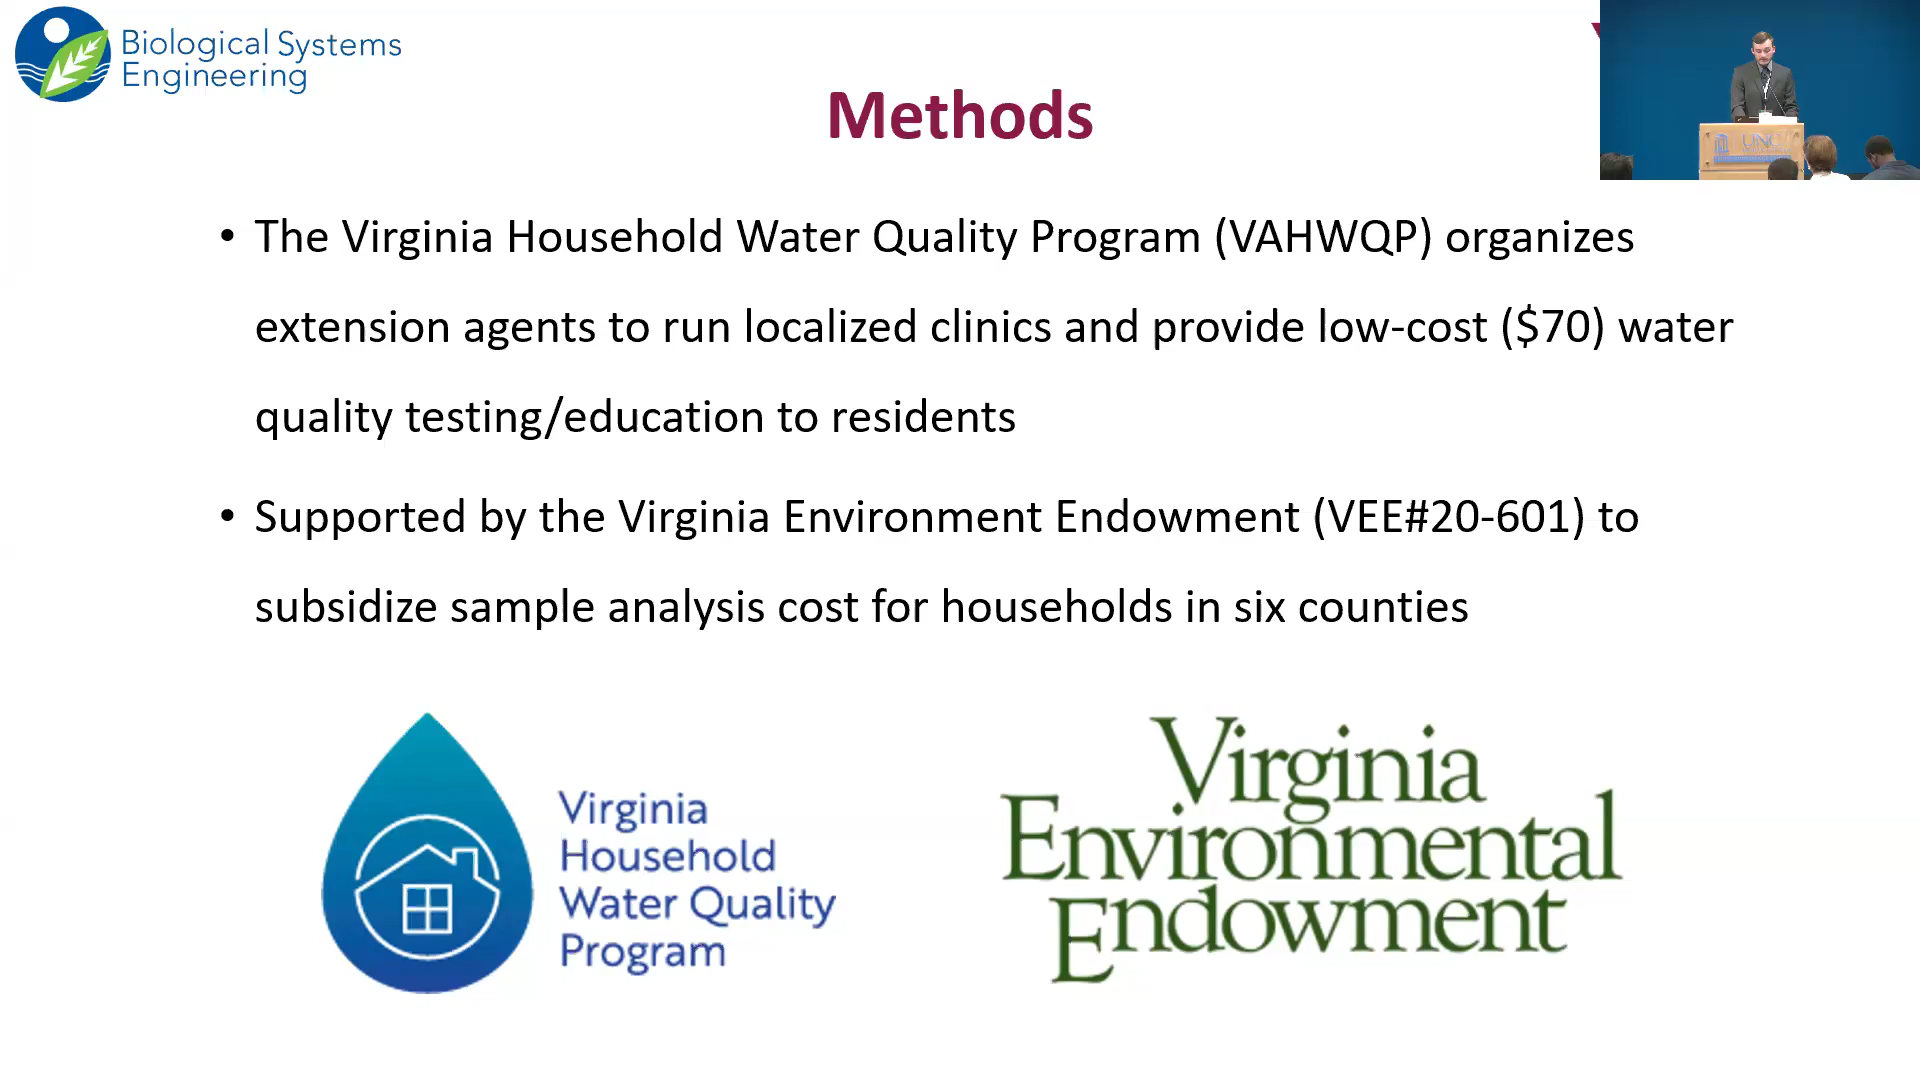 Biological Systems
Engineering
Methods
• The Virginia Household Water Quality Program (VAHWQP) organizes
extension agents to run localized clinics and provide low-cost ($70) water
quality testing/education to residents
• Supported by the Virginia Environment Endowment (VEE#20-601) to
subsidize sample analysis cost for households in six counties
Virginia
Household
Water Quality
Program
Virginia
Environmental
Endowment
UNC